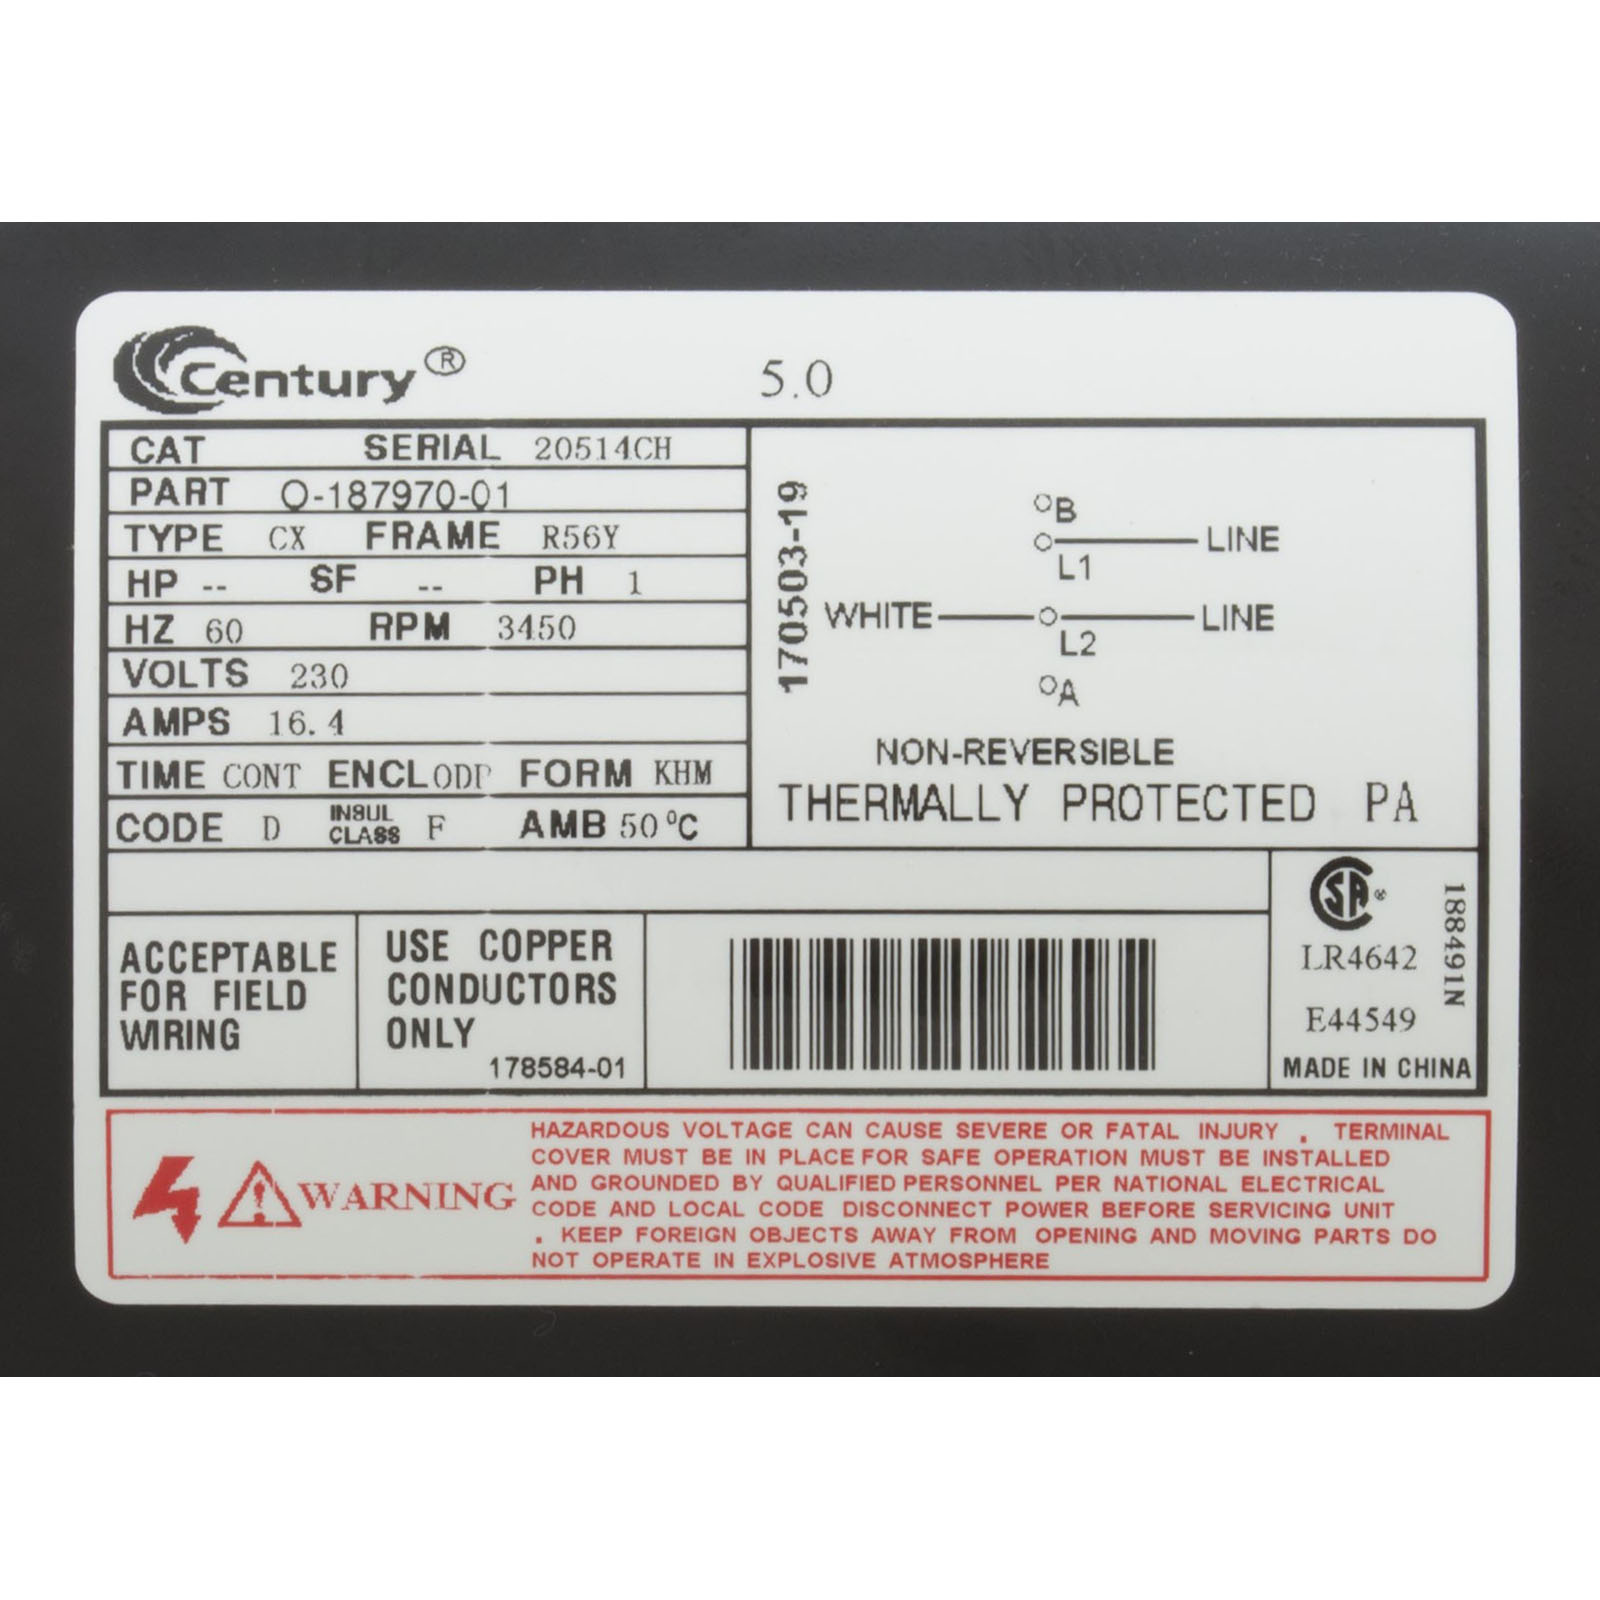 Century® 5.0
CAT SERIAL 20514CH
PART O-187970-01
TYPE CX FRAME R56Y
HP -- SF -- PH 1
HZ 60 RPM 3450
VOLTS 230
AMPS 16.4
TIME CONT ENCL ODP FORM KHM
CODE D INSUL CLASS F AMB 50°C
170503-19
B
LINE
L1
WHITE LINE
L2
A
NON-REVERSIBLE
THERMALLY PROTECTED PA
ACCEPTABLE
FOR FIELD
WIRING
USE COPPER
CONDUCTORS
ONLY
178584-01
CSA®
LR4642
E44549
188491N
MADE IN CHINA
WARNING
HAZARDOUS VOLTAGE CAN CAUSE SEVERE OR FATAL INJURY . TERMINAL
COVER MUST BE IN PLACE FOR SAFE OPERATION MUST BE INSTALLED
AND GROUNDED BY QUALIFIED PERSONNEL PER NATIONAL ELECTRICAL
CODE AND LOCAL CODE DISCONNECT POWER BEFORE SERVICING UNIT
. KEEP FOREIGN OBJECTS AWAY FROM OPENING AND MOVING PARTS DO
NOT OPERATE IN EXPLOSIVE ATMOSPHERE